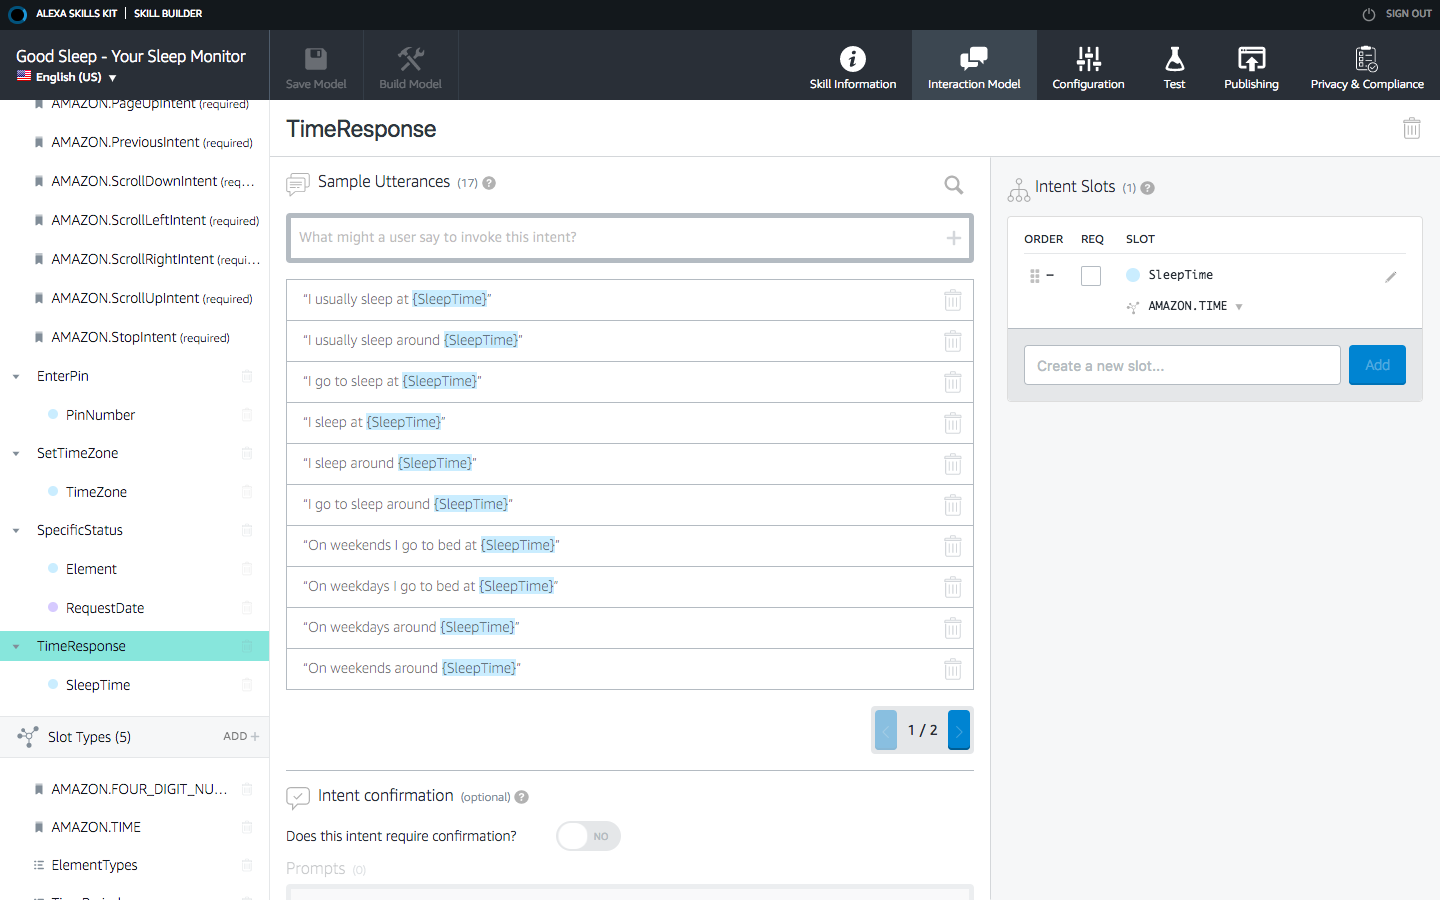 ALEXA SKILLS KIT | SKILL BUILDER
SIGN OUT
Good Sleep - Your Sleep Monitor
English (US)
Save Model
Build Model
Skill Information
Interaction Model
Configuration
Test
Publishing
Privacy & Compliance
AMAZON.PageUpIntent (required)
AMAZON.PreviousIntent (required)
AMAZON.ScrollDownIntent (req...
AMAZON.ScrollLeftIntent (required)
AMAZON.ScrollRightIntent (requi...
AMAZON.ScrollUpIntent (required)
AMAZON.StopIntent (required)
EnterPin
PinNumber
SetTimeZone
TimeZone
SpecificStatus
Element
RequestDate
TimeResponse
SleepTime
Slot Types (5)
ADD +
AMAZON.FOUR_DIGIT_NU...
AMAZON.TIME
ElementTypes
TimeResponse
Sample Utterances (17) ?
What might a user say to invoke this intent?
“I usually sleep at {SleepTime}”
“I usually sleep around {SleepTime}”
“I go to sleep at {SleepTime}”
“I sleep at {SleepTime}”
“I sleep around {SleepTime}”
“I go to sleep around {SleepTime}”
“On weekends I go to bed at {SleepTime}”
“On weekdays I go to bed at {SleepTime}”
“On weekdays around {SleepTime}”
“On weekends around {SleepTime}”
1 / 2
Intent confirmation (optional) ?
Does this intent require confirmation?
NO
Prompts (0)
Intent Slots (1) ?
ORDER REQ SLOT
SleepTime
AMAZON.TIME
Create a new slot...
Add